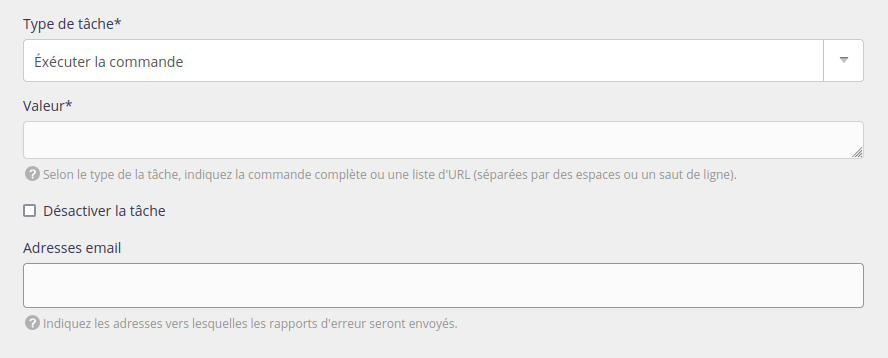 Type de tâche*
Éxécuter la commande
Valeur*
Selon le type de la tâche, indiquez la commande complète ou une liste d'URL (séparées par des espaces ou un saut de ligne).
Désactiver la tâche
Adresses email
Indiquez les adresses vers lesquelles les rapports d'erreur seront envoyés.